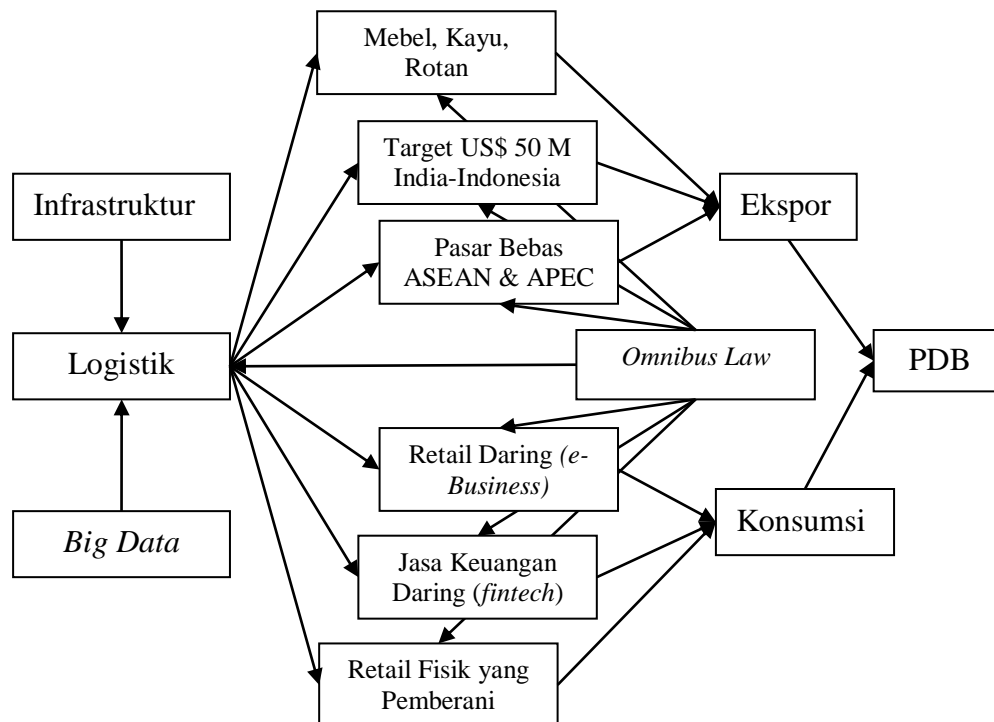 Mebel, Kayu,
Rotan
Target US$ 50 M
India-Indonesia
Infrastruktur
Ekspor
Pasar Bebas
ASEAN & APEC
Logistik
Omnibus Law
PDB
Retail Daring (e-
Business)
Big Data
Konsumsi
Jasa Keuangan
Daring (fintech)
Retail Fisik yang
Pemberani